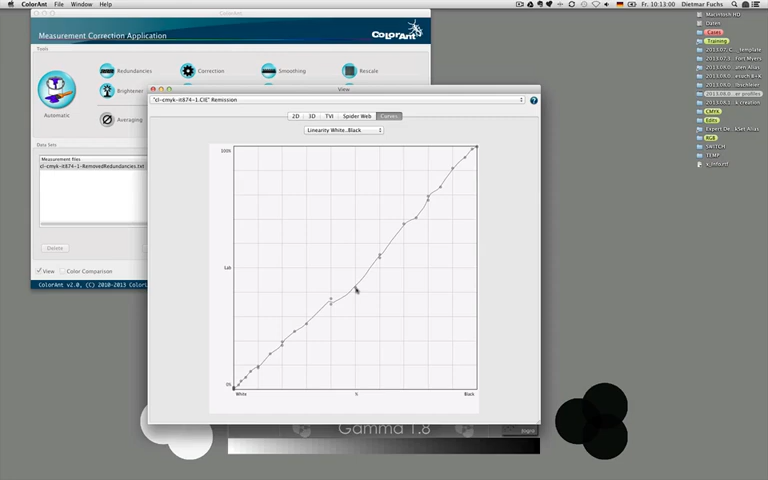 ColorAnt File Window Help
Fr. 10:13:00 Dietmar Fuchs
ColorAnt
Measurement Correction Application
COLORANT
Tools
Automatic
Redundancies
Correction
Smoothing
Rescale
Brightener
Averaging
Data Sets
Measurement files
cl-cmyk-it874-1-RemovedRedundancies.txt
Delete
View
Color Comparer
ColorAnt v2.0, (C) 2010-2013
View
"cl-cmyk-it874-1.CIE" Remission
2D
3D
TVI
Spider Web
Curves
Linearity White..Black
100%
Lab
0%
White
%
Black
Gamma 1.8
Macintosh HD
Daten
Cases
Training
CMYK
Edits
RGB
SWITCH
TEMP